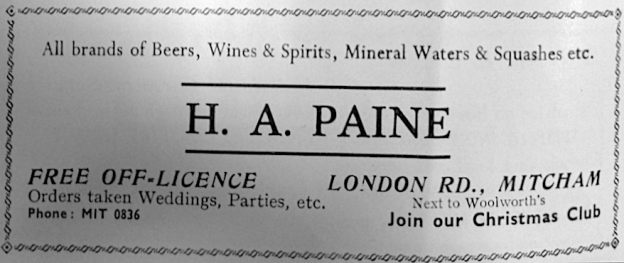 All brands of Beers, Wines & Spirits, Mineral Waters & Squashes etc.
H. A. PAINE
FREE OFF-LICENCE
Orders taken Weddings, Parties, etc.
Phone: MIT 0836
LONDON RD., MITCHAM
Next to Woolworth's
Join our Christmas Club